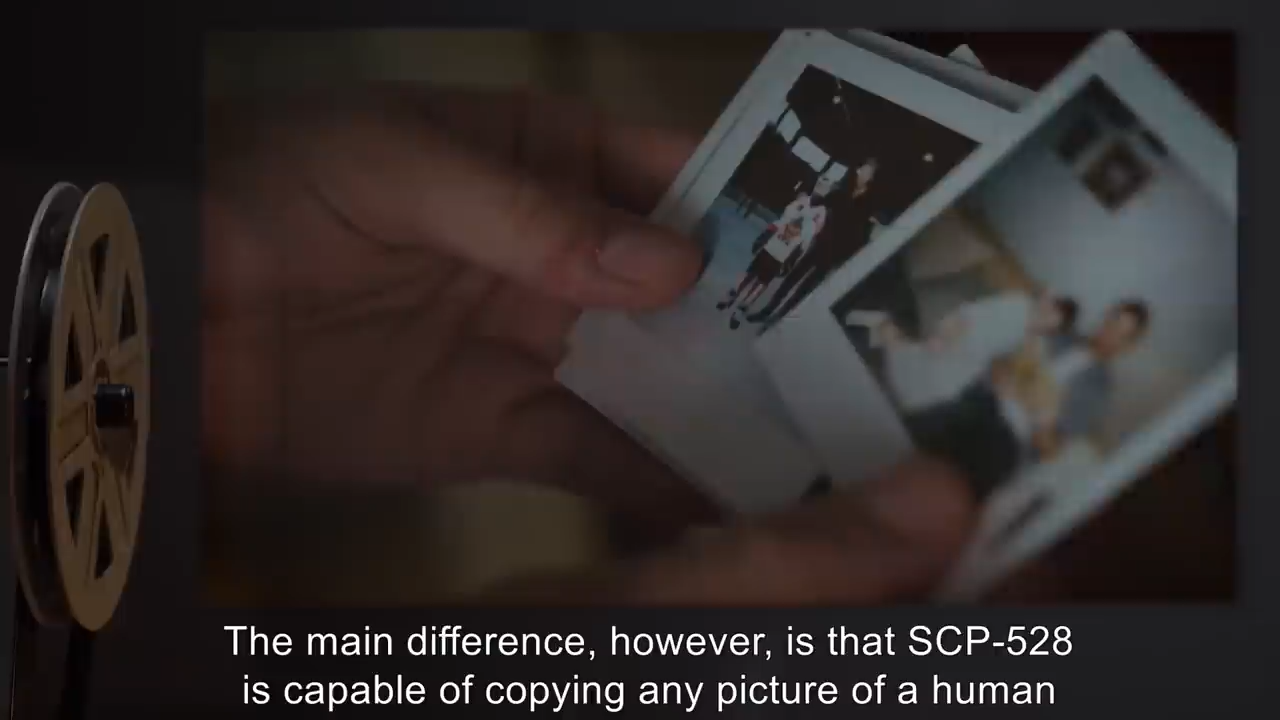 The main difference, however, is that SCP-528
is capable of copying any picture of a human